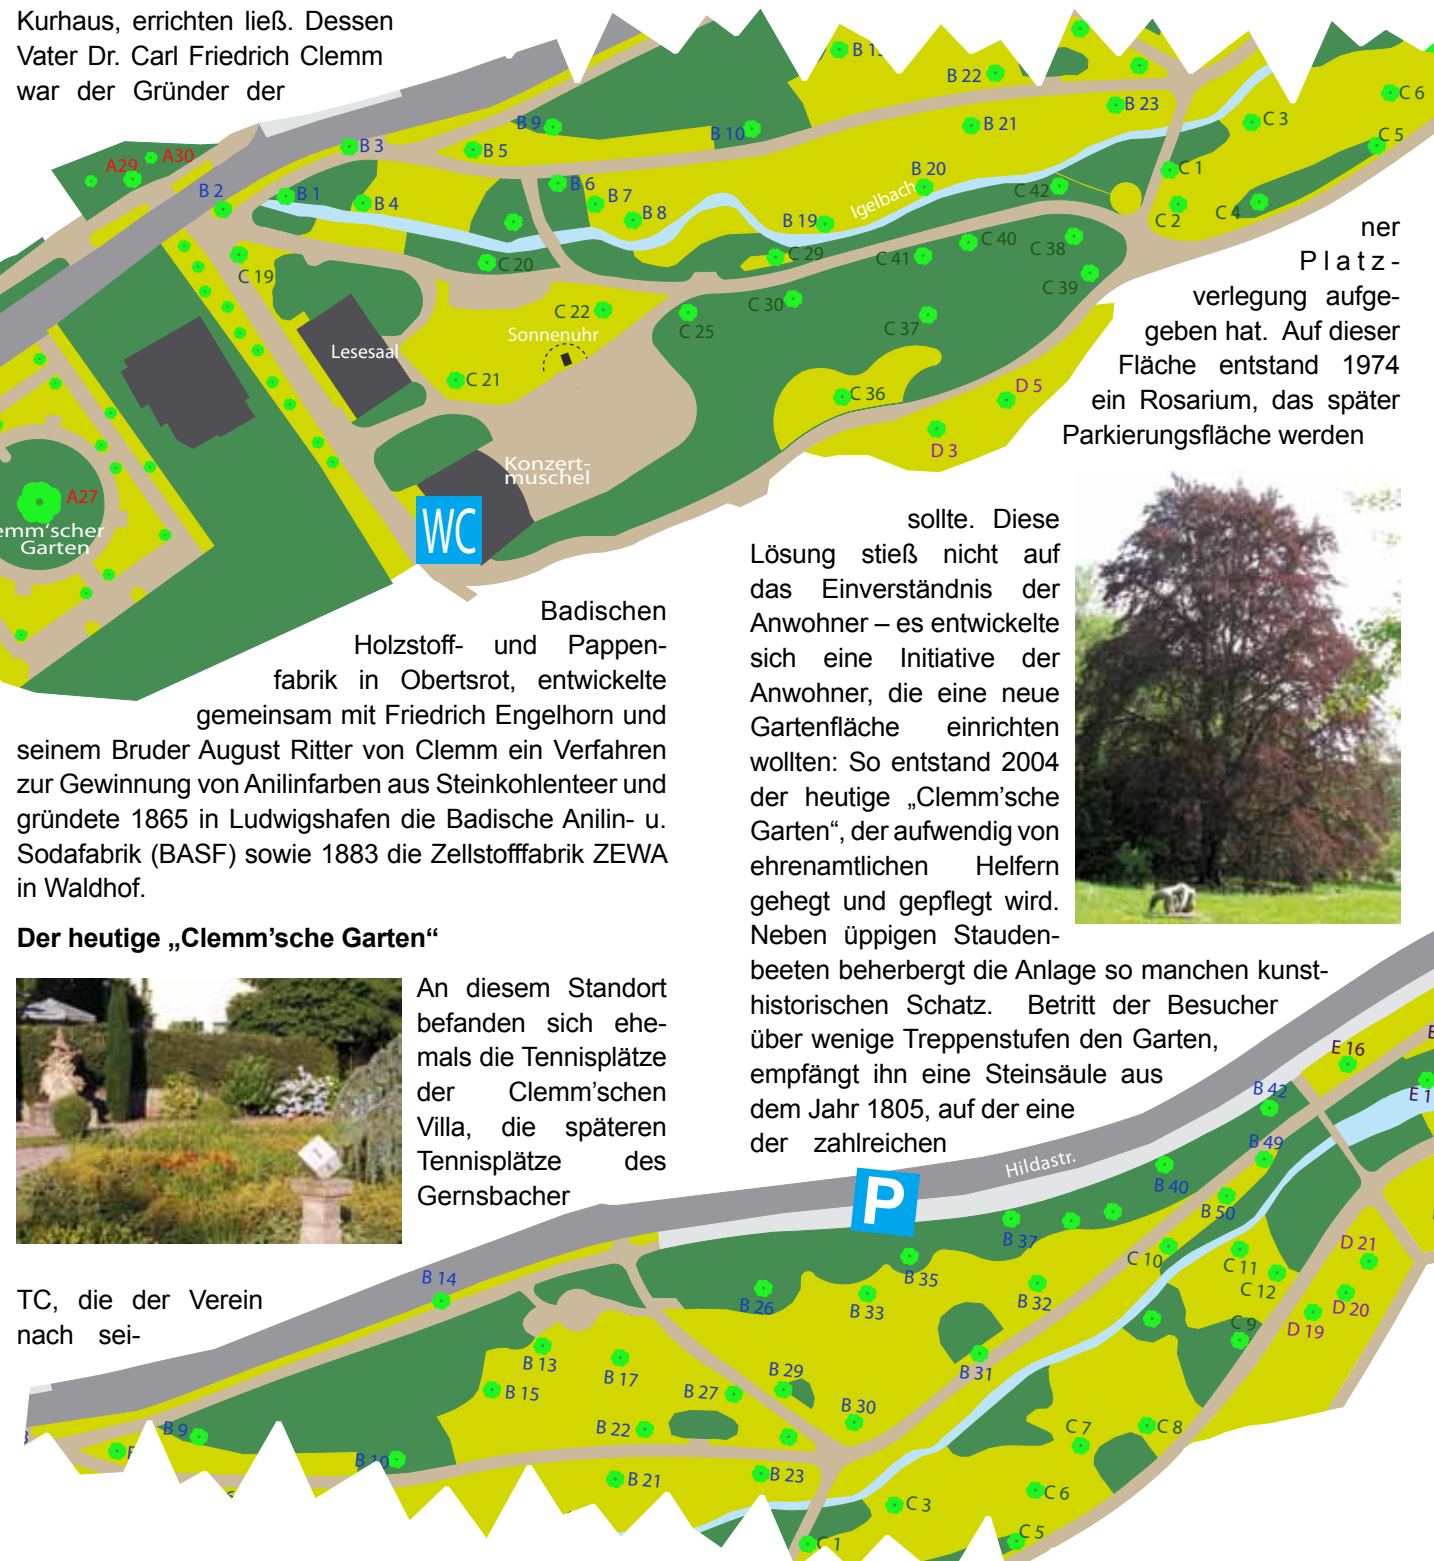 Kurhaus, errichten ließ. Dessen
Vater Dr. Carl Friedrich Clemm
war der Gründer der
B 22
B 23
C 6
C 3
C 5
B 9
B 10
B 21
B 3
B 5
A30
A29
B 2
B 1
B 4
B 6
B 7
B 8
B 20
Igelbach
B 19
C 42
C 1
C 2
C 4
C 19
C 20
C 29
C 41
C 40
C 38
C 39
C 22
Sonnenuhr
C 25
C 30
C 37
Lesesaal
C 21
C 36
D 5
D 3
Konzert-
muschel
WC
A27
Garten
Badischen
Holzstoff- und Pappen-
fabrik in Obertsrot, entwickelte
gemeinsam mit Friedrich Engelhorn und
seinem Bruder August Ritter von Clemm ein Verfahren
zur Gewinnung von Anilinfarben aus Steinkohlenteer und
gründete 1865 in Ludwigshafen die Badische Anilin- u.
Sodafabrik (BASF) sowie 1883 die Zellstofffabrik ZEWA
in Waldhof.
Der heutige „Clemm'sche Garten“
An diesem Standort
befanden sich ehe-
mals die Tennisplätze
der Clemm'schen
Villa, die späteren
Tennisplätze des
Gernsbacher
TC, die der Verein
nach sei-
ner
Platz-
verlegung aufge-
geben hat. Auf dieser
Fläche entstand 1974
ein Rosarium, das später
Parkierungsfläche werden
sollte. Diese
Lösung stieß nicht auf
das Einverständnis der
Anwohner – es entwickelte
sich eine Initiative der
Anwohner, die eine neue
Gartenfläche einrichten
wollten: So entstand 2004
der heutige „Clemm'sche
Garten“, der aufwendig von
ehrenamtlichen Helfern
gehegt und gepflegt wird.
Neben üppigen Stauden-
beeten beherbergt die Anlage so manchen kunst-
historischen Schatz. Betritt der Besucher
über wenige Treppenstufen den Garten,
empfängt ihn eine Steinsäule aus
dem Jahr 1805, auf der eine
der zahlreichen
Hildastr.
P
E 16
B 42
B 49
B 40
B 50
B 37
C 10
C 11
C 12
D 21
D 20
D 19
C 9
B 14
B 26
B 35
B 33
B 32
B 13
B 17
B 15
B 27
B 29
B 31
B 30
B 22
C 7
C 8
B 9
B 10
B 21
B 23
C 6
C 3
C 5
C 1